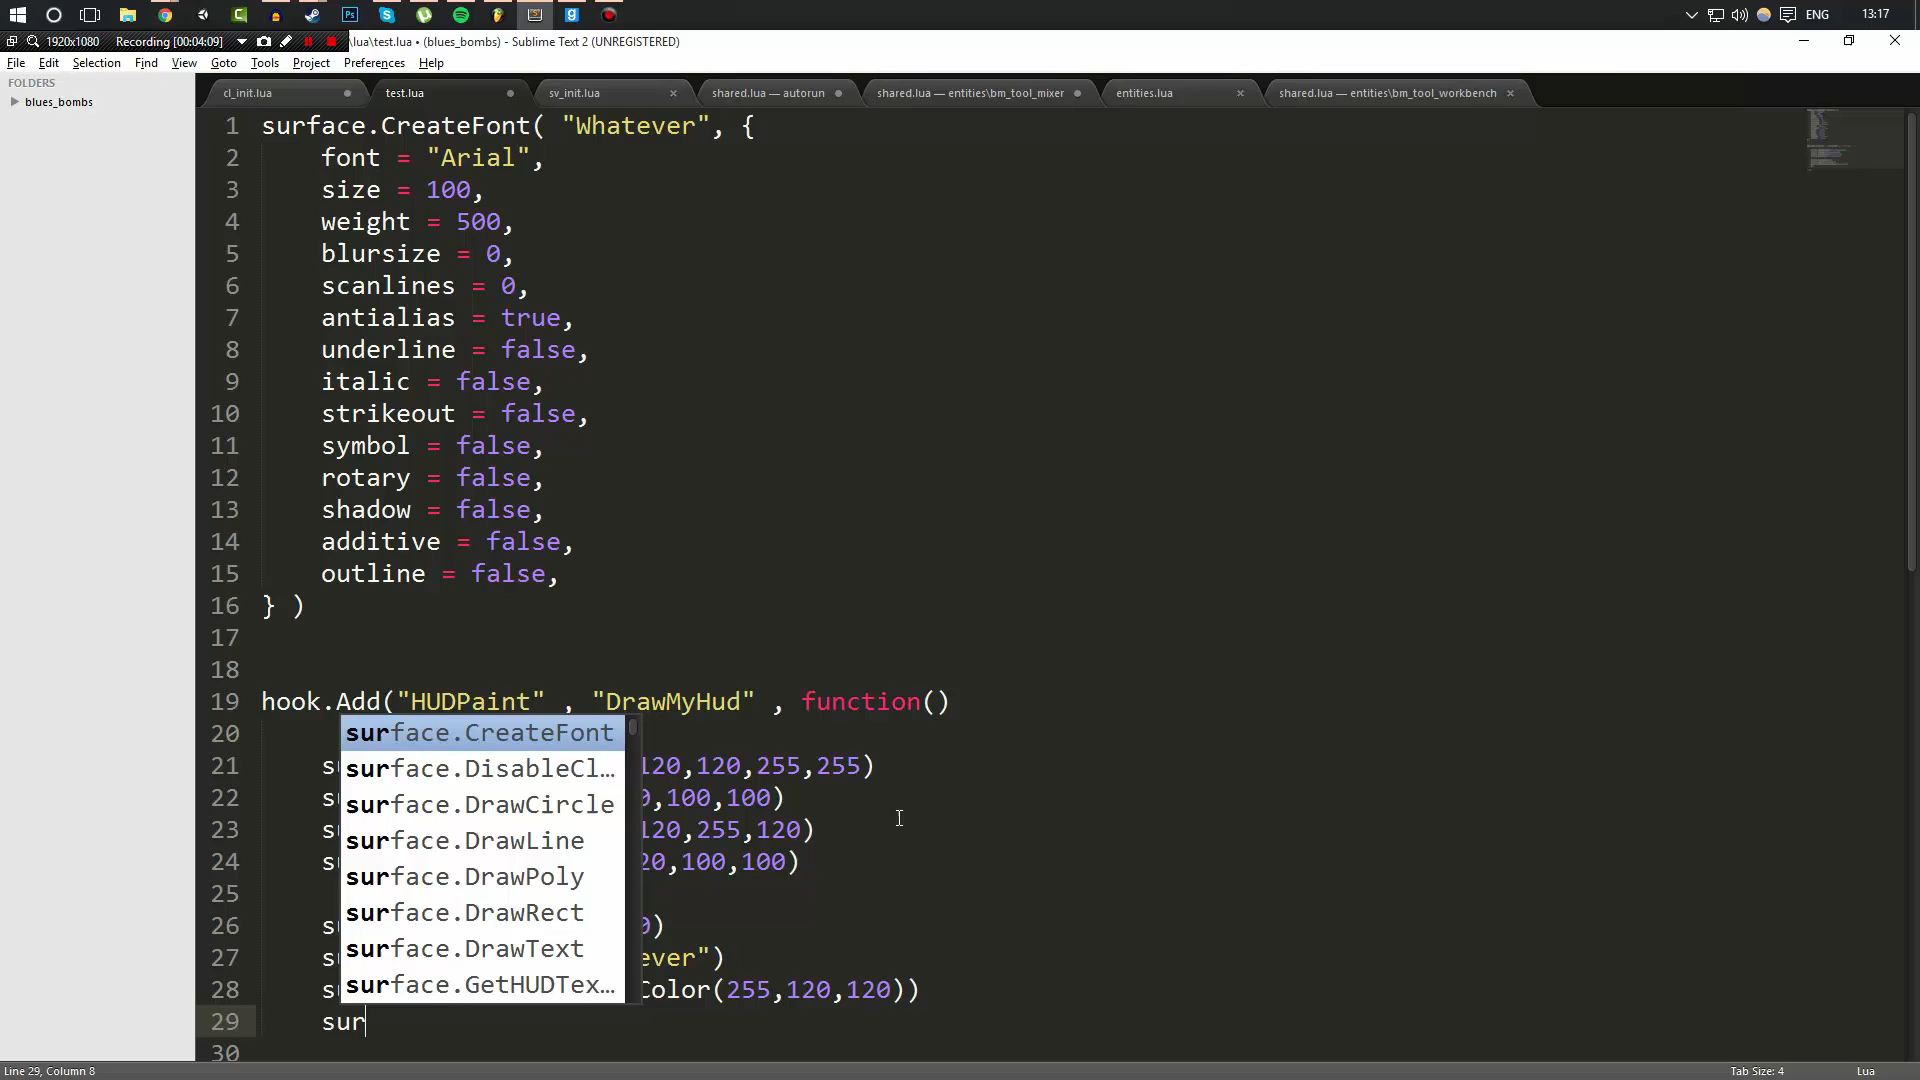 ENG
13:17
1920x1080
Recording [00:04:09]
\lua\test.lua • (blues_bombs) - Sublime Text 2 (UNREGISTERED)
File Edit Selection Find View Goto Tools Project Preferences Help
FOLDERS
blues_bombs
cl_init.lua
test.lua
sv_init.lua
shared.lua — autorun
shared.lua — entities\bm_tool_mixer
entities.lua
shared.lua — entities\bm_tool_workbench
1 surface.CreateFont( "Whatever", {
2 font = "Arial",
3 size = 100,
4 weight = 500,
5 blursize = 0,
6 scanlines = 0,
7 antialias = true,
8 underline = false,
9 italic = false,
10 strikeout = false,
11 symbol = false,
12 rotary = false,
13 shadow = false,
14 additive = false,
15 outline = false,
16 } )
17
18
19 hook.Add("HUDPaint" , "DrawMyHud" , function()
20
21 s 120,120,255,255)
22 s 0,100,100)
23 s 120,255,120)
24 s 20,100,100)
25
26 s 0)
27 s ever")
28 s Color(255,120,120))
29 sur
30
surface.CreateFont
surface.DisableCl...
surface.DrawCircle
surface.DrawLine
surface.DrawPoly
surface.DrawRect
surface.DrawText
surface.GetHUDTex...
Line 29, Column 8
Tab Size: 4
Lua